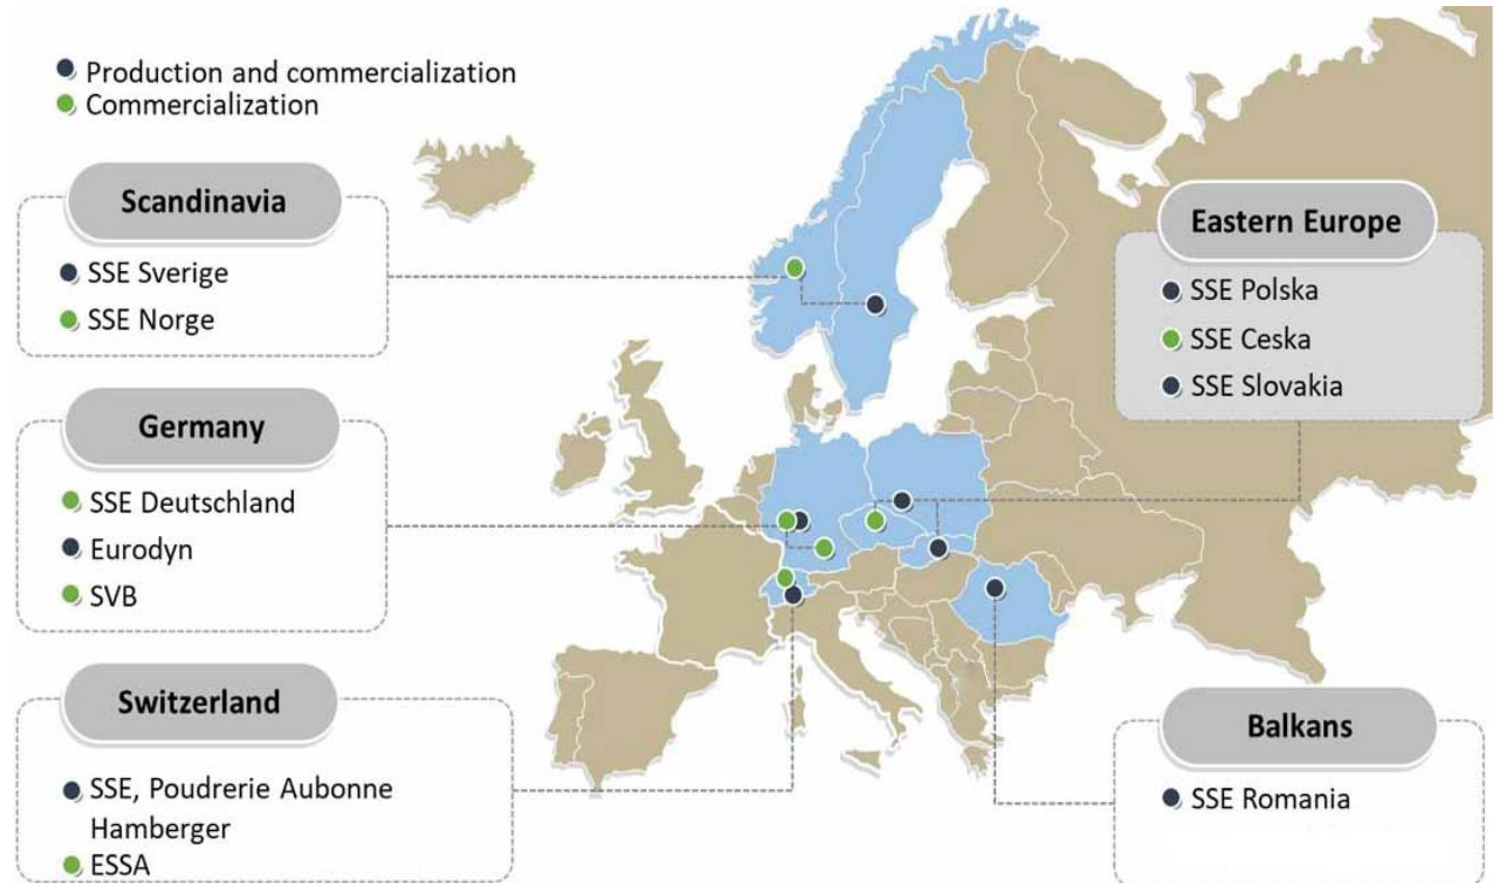 Production and commercialization
Commercialization
Scandinavia
SSE Sverige
SSE Norge
Germany
SSE Deutschland
Eurodyn
SVB
Switzerland
SSE, Poudrerie Aubonne
Hamberger
ESSA
Eastern Europe
SSE Polska
SSE Ceska
SSE Slovakia
Balkans
SSE Romania